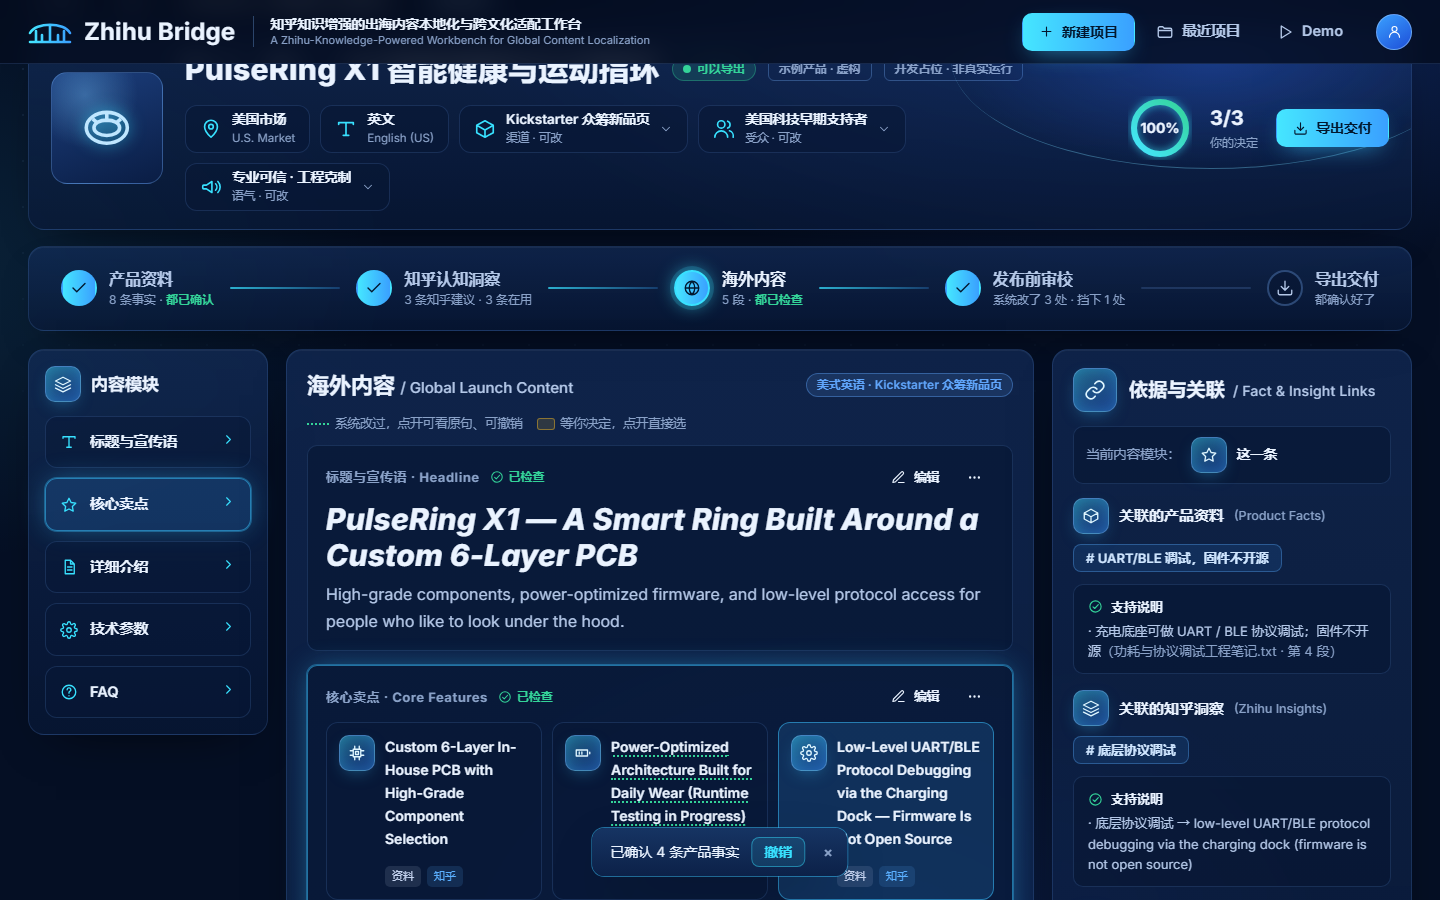 Zhihu Bridge
知乎知识增强的出海内容本地化与跨文化适配工作台
A Zhihu-Knowledge-Powered Workbench for Global Content Localization
新建项目
最近项目
Demo
PulseRing X1 智能健康与运动指环
可以导出
示例产品 · 虚构
开发占位 · 非真实运行
美国市场
U.S. Market
英文
English (US)
Kickstarter 众筹新品页
渠道 · 可改
美国科技早期支持者
受众 · 可改
专业可信 · 工程克制
语气 · 可改
100%
3/3
你的决定
导出交付
产品资料
8 条事实 · 都已确认
知乎认知洞察
3 条知乎建议 · 3 条在用
海外内容
5 段 · 都已检查
发布前审校
系统改了 3 处 · 挡下 1 处
导出交付
都确认好了
内容模块
标题与宣传语
核心卖点
详细介绍
技术参数
FAQ
海外内容 / Global Launch Content
美式英语 · Kickstarter 众筹新品页
系统改过，点开可看原句、可撤销
等你决定，点开直接选
标题与宣传语 · Headline
已检查
编辑
PulseRing X1 — A Smart Ring Built Around a
Custom 6-Layer PCB
High-grade components, power-optimized firmware, and low-level protocol access for
people who like to look under the hood.
核心卖点 · Core Features
已检查
编辑
Custom 6-Layer In-
House PCB with
High-Grade
Component
Selection
资料
知乎
Power-Optimized
Architecture Built for
Daily Wear (Runtime
Testing in Progress)
Low-Level UART/BLE
Protocol Debugging
via the Charging
Dock — Firmware Is
Not Open Source
资料
知乎
已确认 4 条产品事实
撤销
×
依据与关联 / Fact & Insight Links
当前内容模块：
这一条
关联的产品资料 (Product Facts)
# UART/BLE 调试，固件不开源
支持说明
· 充电底座可做 UART / BLE 协议调试；固件不开
源（功耗与协议调试工程笔记.txt · 第 4 段）
关联的知乎洞察 (Zhihu Insights)
# 底层协议调试
支持说明
· 底层协议调试 → low-level UART/BLE protocol
debugging via the charging dock (firmware is
not open source)